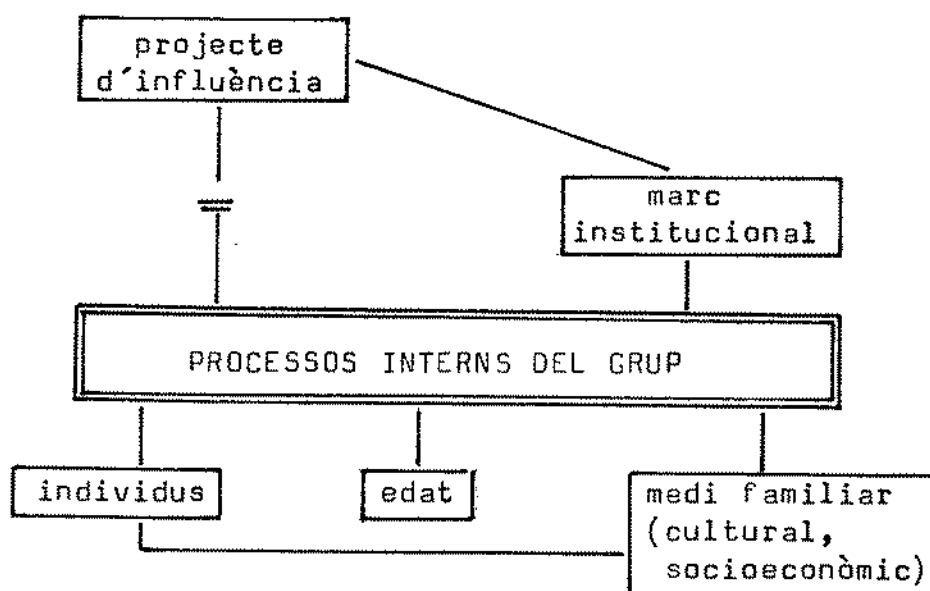 projecte
d´influència
marc
institucional
PROCESSOS INTERNS DEL GRUP
individus
edat
medi familiar
(cultural,
socioeconòmic)